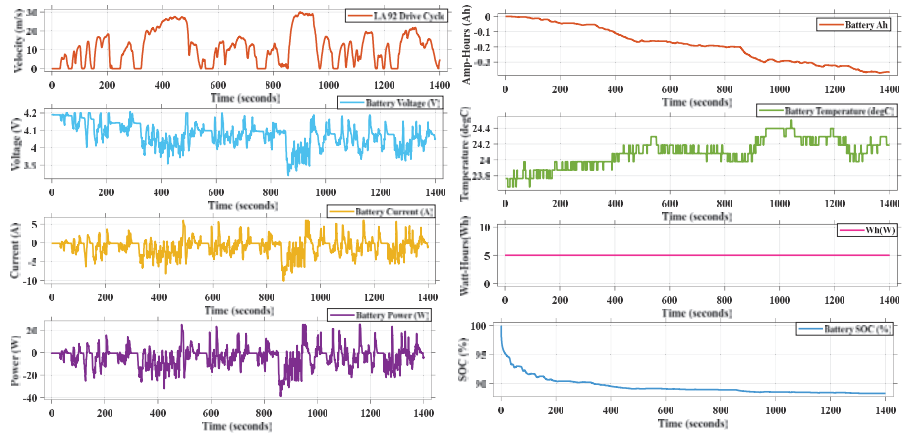 Velocity (m/s)
30
20
10
0
LA 92 Drive Cycle
0 200 400 600 800 1000 1200 1400
Time (seconds)
Voltage (V)
4.2
4.1
4
3.5
Battery Voltage (V)
0 200 400 600 800 1000 1200 1400
Time (seconds)
Current (A)
5
0
-5
-10
Battery Current (A)
0 200 400 600 800 1000 1200 1400
Time (seconds)
Power (W)
20
0
-20
-40
Battery Power (W)
0 200 400 600 800 1000 1200 1400
Time (seconds)
Amp-Hours (Ah)
0
-0.1
-0.2
-0.3
Battery Ah
0 200 400 600 800 1000 1200 1400
Time (seconds)
Temperature (degC)
24.4
24.2
24
23.8
Battery Temperature (degC)
0 200 400 600 800 1000 1200 1400
Time (seconds)
Watt-Hours(Wh)
10
5
0
Wh(W)
0 200 400 600 800 1000 1200 1400
Time (seconds)
SOC (%)
100
95
90
Battery SOC (%)
0 200 400 600 800 1000 1200 1400
Time (seconds)